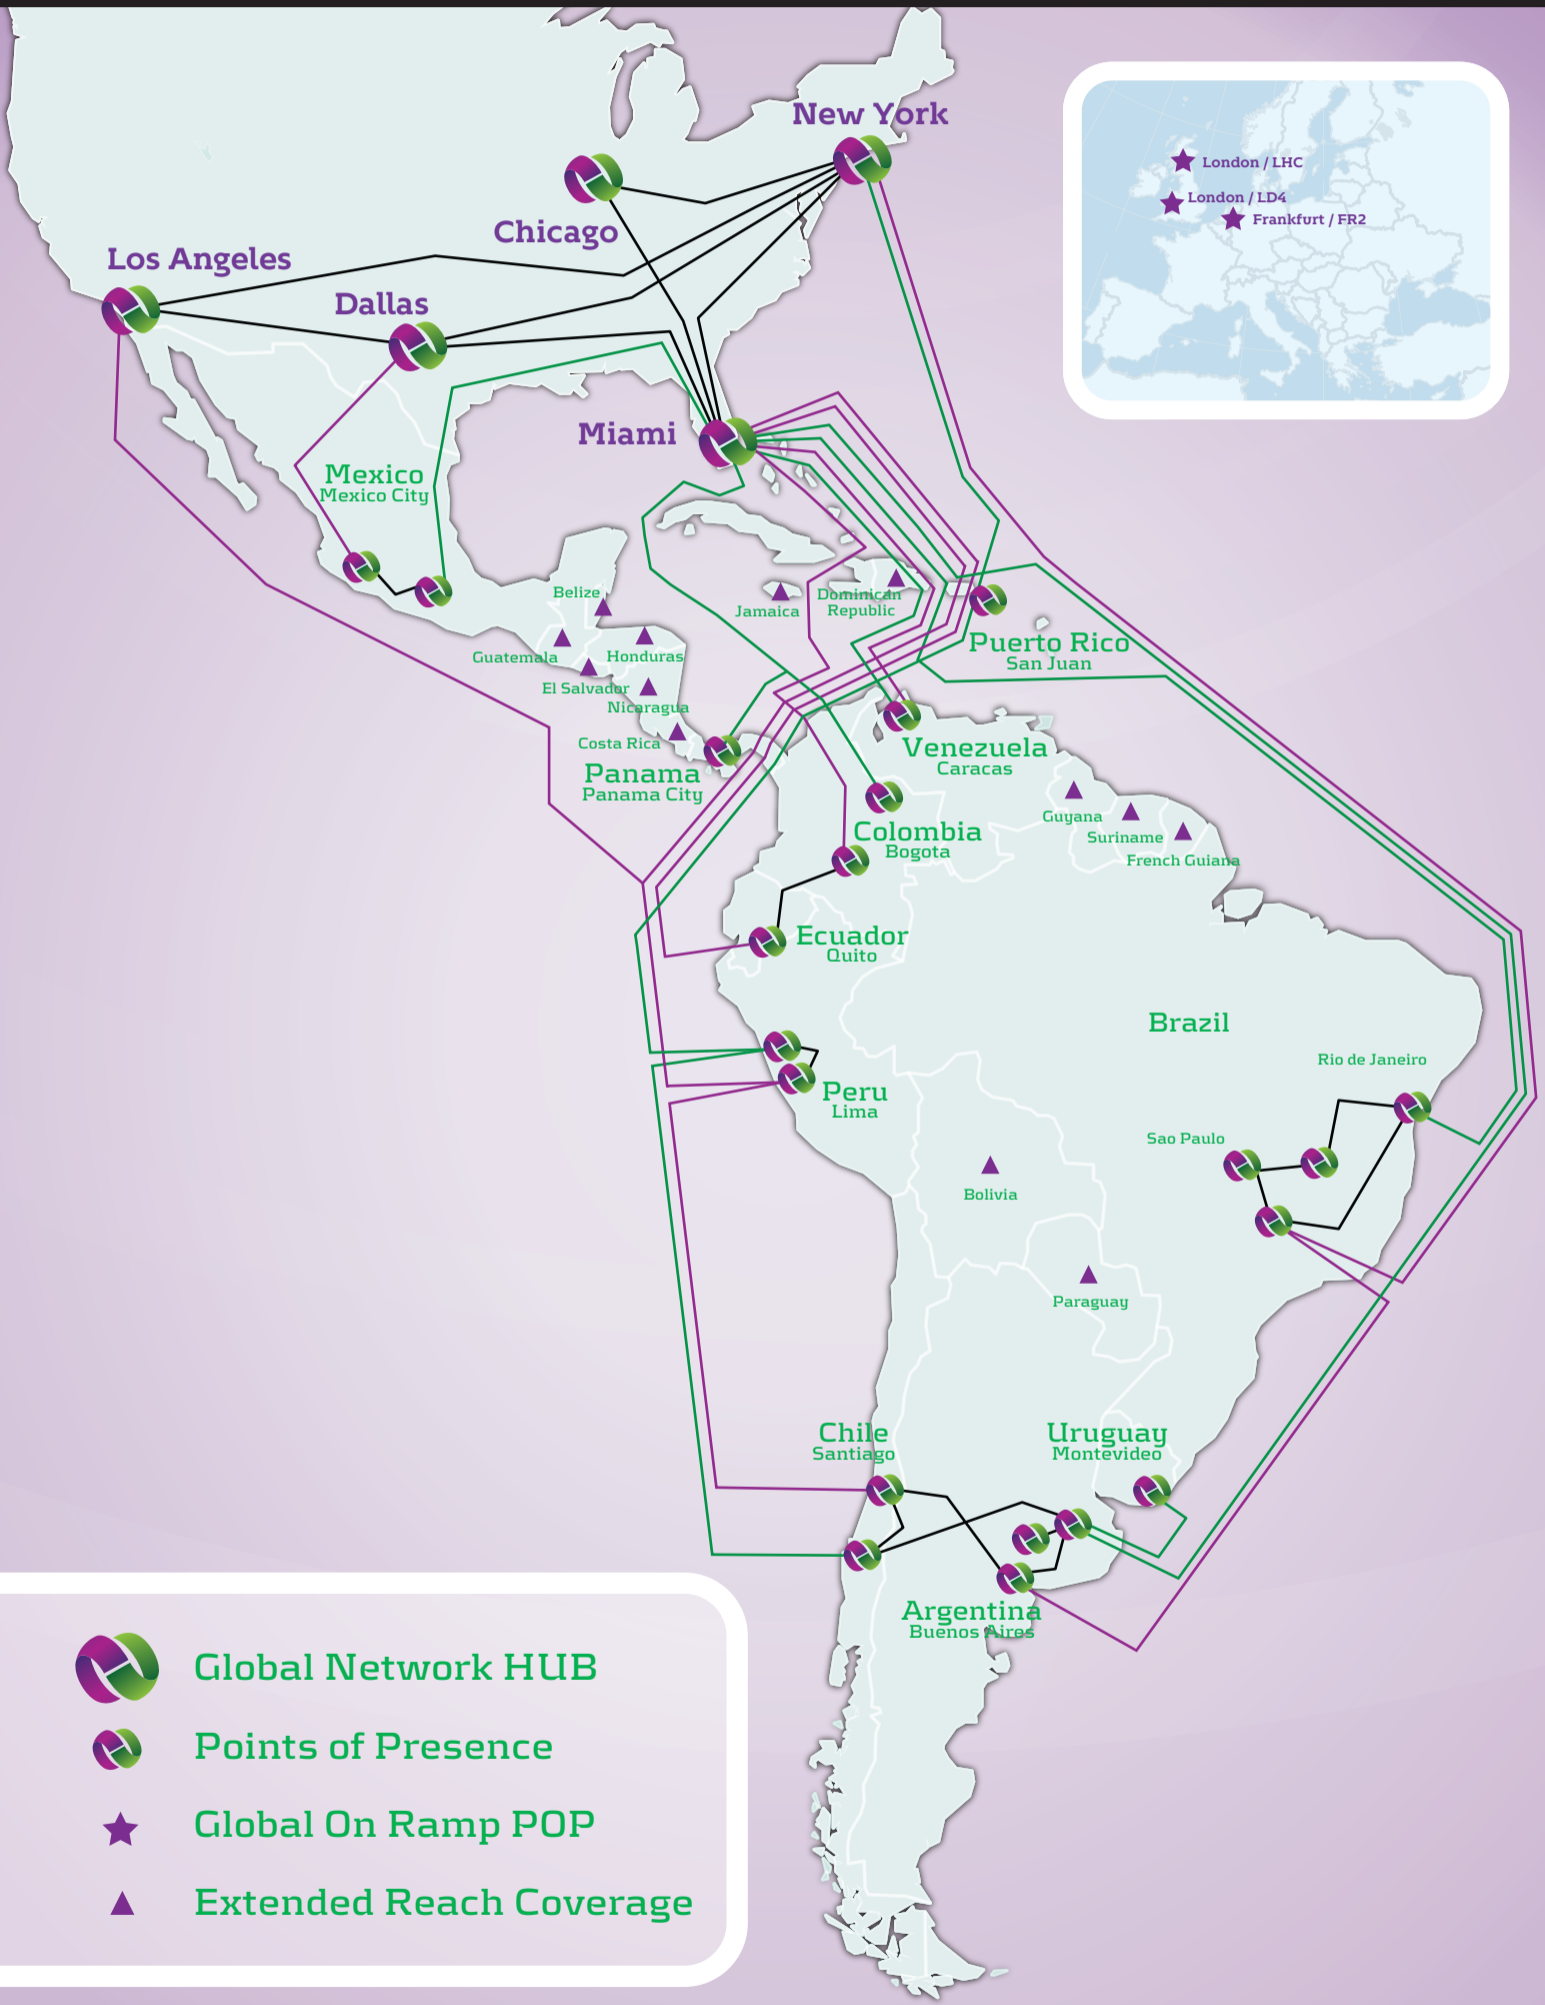 New York
London / LHC
London / LD4
Frankfurt / FR2
Chicago
Los Angeles
Dallas
Miami
Mexico
Mexico City
Belize
Jamaica
Dominican
Republic
Guatemala
Honduras
El Salvador
Nicaragua
Costa Rica
Puerto Rico
San Juan
Panama
Panama City
Venezuela
Caracas
Guyana
Suriname
French Guiana
Colombia
Bogota
Ecuador
Quito
Brazil
Rio de Janeiro
Peru
Lima
Sao Paulo
Bolivia
Paraguay
Chile
Santiago
Uruguay
Montevideo
Argentina
Buenos Aires
Global Network HUB
Points of Presence
Global On Ramp POP
Extended Reach Coverage